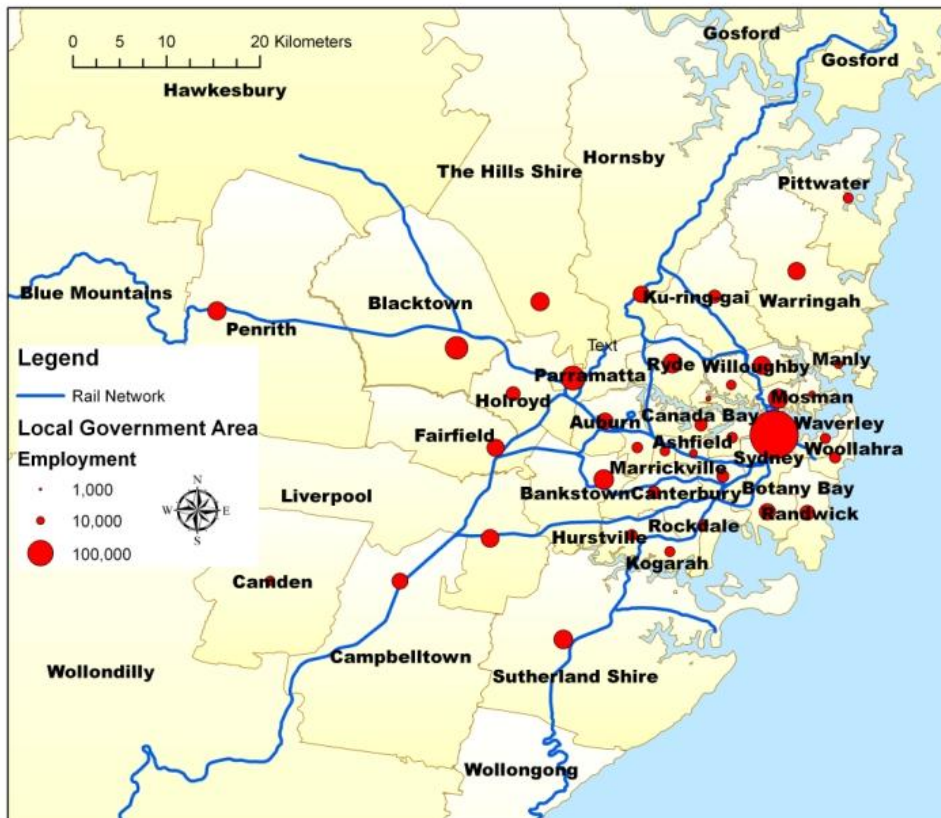 0 5 10 20 Kilometers
Gosford
Gosford
Hawkesbury
Hornsby
The Hills Shire
Pittwater
Blue Mountains
Blacktown
Ku-ring-gai
Warringah
Penrith
Text
Legend
Rail Network
Local Government Area
Employment
1,000
10,000
100,000
N
W E
S
Parramatta
Ryde
Willoughby
Manly
Holroyd
Mosman
Auburn
Canada Bay
Waverley
Fairfield
Ashfield
Woollahra
Marrickville
Sydney
Liverpool
Bankstown
Canterbury
Botany Bay
Randwick
Rockdale
Hurstville
Kogarah
Camden
Campbelltown
Wollondilly
Sutherland Shire
Wollongong